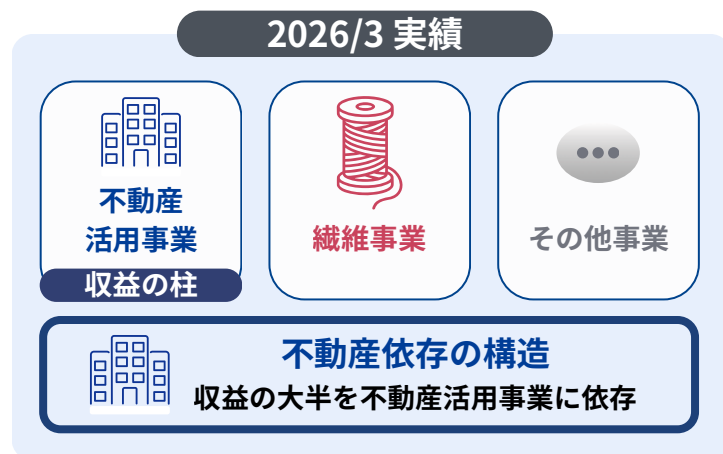 2026/3 実績
不動産
活用事業
収益の柱
繊維事業
その他事業
不動産依存の構造
収益の大半を不動産活用事業に依存